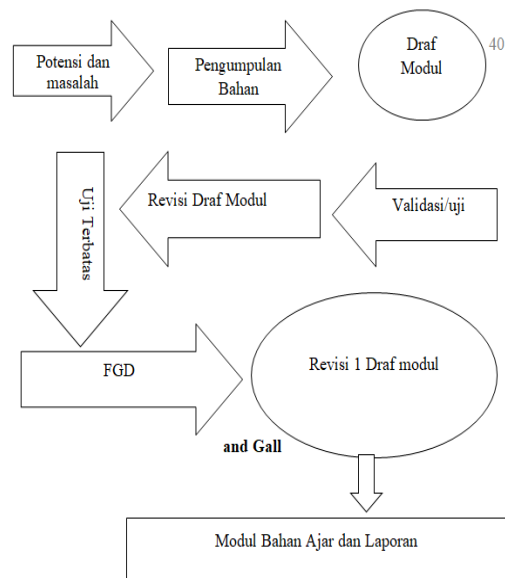 Potensi dan
masalah
Pengumpulan
Bahan
Draf
Modul
40
Validasi/uji
Revisi Draf Modul
Uji Terbatas
FGD
Revisi 1 Draf modul
and Gall
Modul Bahan Ajar dan Laporan